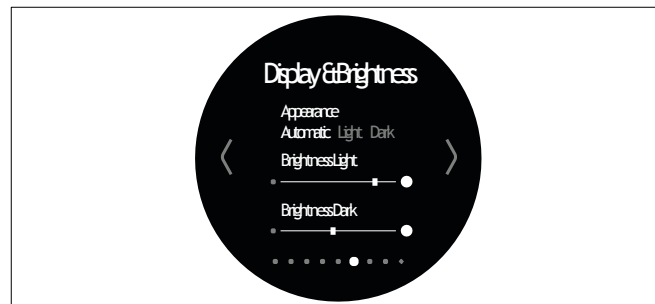 Display & Brightness
Appearance
Automatic Light Dark
Brightness Light
Brightness Dark